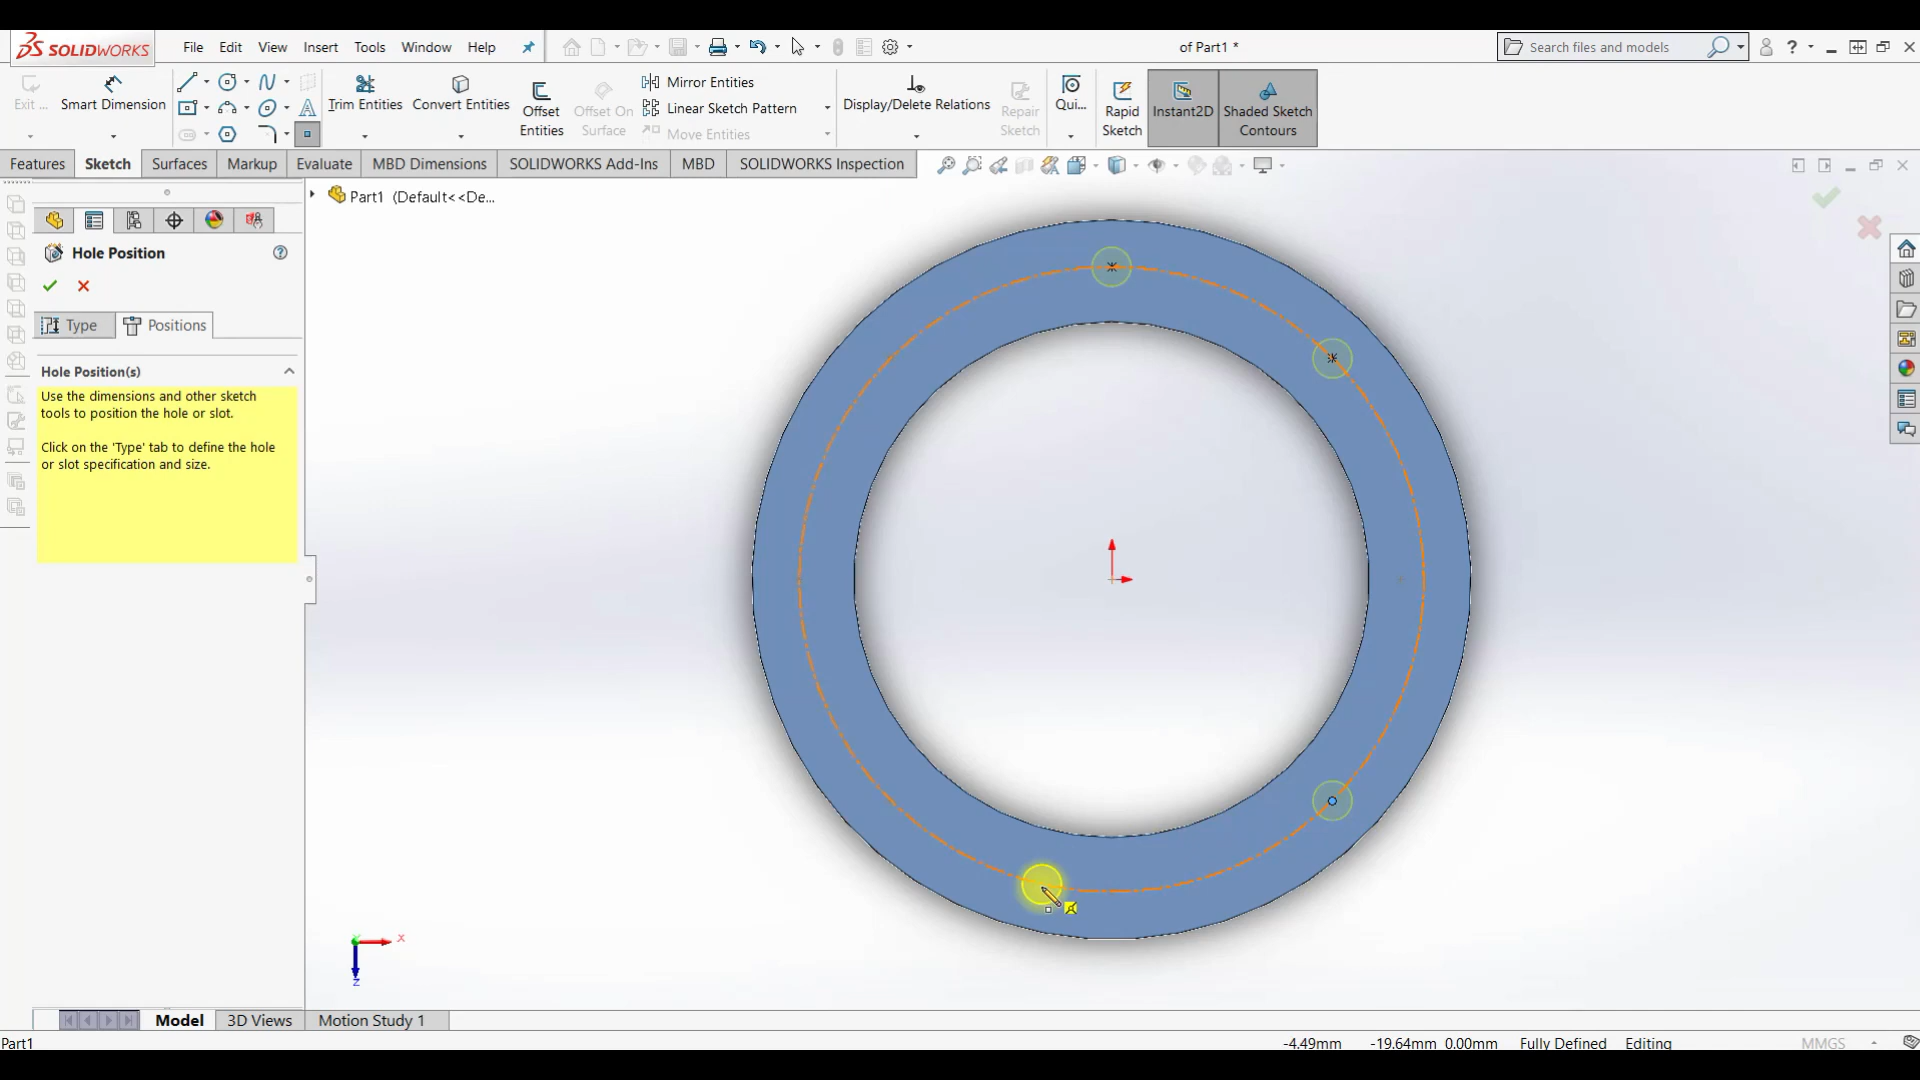 SOLIDWORKS File Edit View Insert Tools Window Help of Part1 * Search files and models
Exit ... Smart Dimension Trim Entities Convert Entities Offset Entities Offset On Surface Mirror Entities Linear Sketch Pattern Move Entities Display/Delete Relations Repair Sketch Qui... Rapid Sketch Instant2D Shaded Sketch Contours
Features Sketch Surfaces Markup Evaluate MBD Dimensions SOLIDWORKS Add-Ins MBD SOLIDWORKS Inspection
Part1 (Default<<De...
Hole Position
Type Positions
Hole Position(s)
Use the dimensions and other sketch
tools to position the hole or slot.
Click on the 'Type' tab to define the hole
or slot specification and size.
X
Z
Model 3D Views Motion Study 1
Part1 -4.49mm -19.64mm 0.00mm Fully Defined Editing MMGS